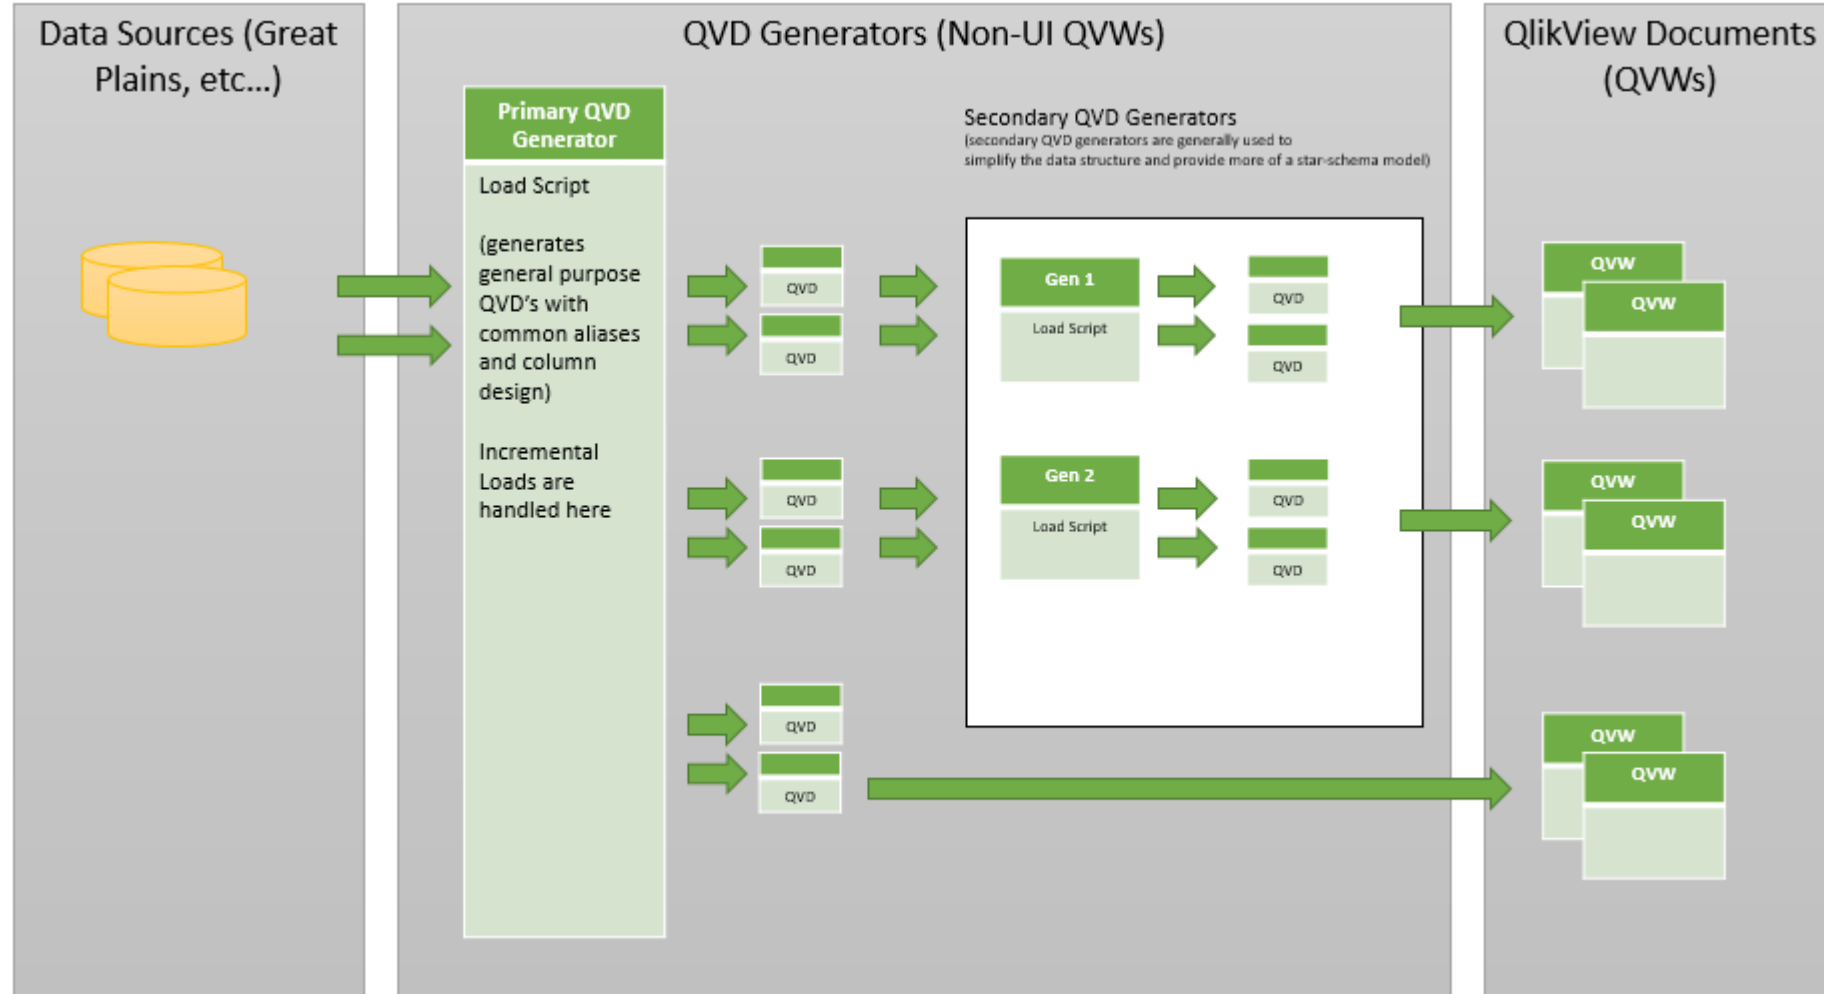 Data Sources (Great
Plains, etc...)
QVD Generators (Non-UI QVWs)
QlikView Documents
(QVWs)
Primary QVD
Generator
Load Script
(generates
general purpose
QVD's with
common aliases
and column
design)
Incremental
Loads are
handled here
Secondary QVD Generators
(secondary QVD generators are generally used to
simplify the data structure and provide more of a star-schema model)
QVD
QVD
Gen 1
Load Script
QVD
QVD
QVW
QVW
QVD
QVD
Gen 2
Load Script
QVD
QVD
QVW
QVW
QVD
QVD
QVW
QVW